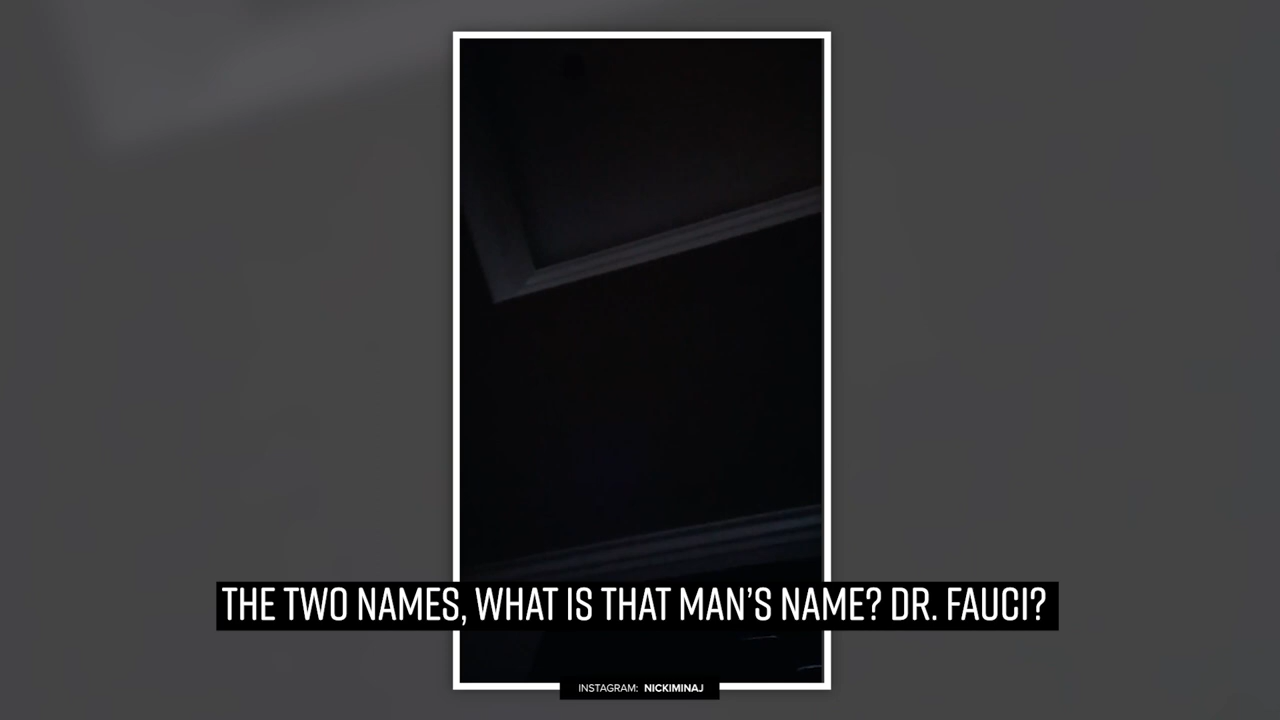 THE TWO NAMES, WHAT IS THAT MAN'S NAME? DR. FAUCI?
INSTAGRAM: NICKIMINAJ